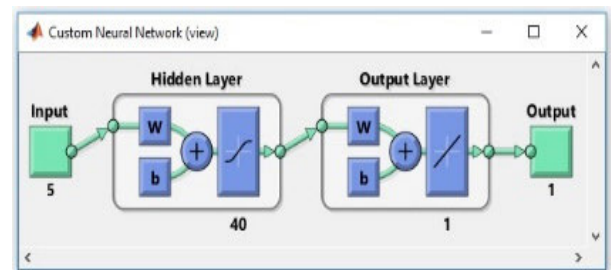 Custom Neural Network (view)
Hidden Layer
Output Layer
Input
Output
W
b
+
W
b
+
5
40
1
1